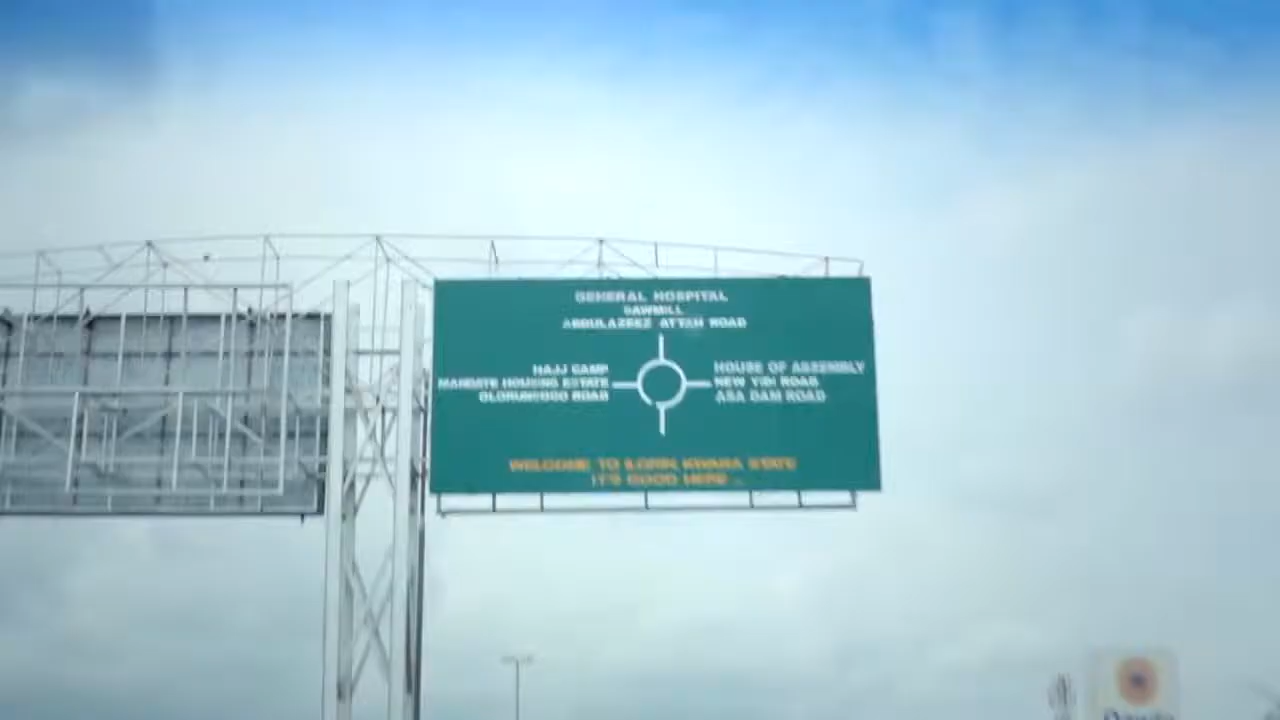 GENERAL HOSPITAL
SAWMILL
ABDULAZEEZ ATTAH ROAD
HAJJ CAMP
MANDATE HOUSING ESTATE
OLORUNSOGO ROAD
HOUSE OF ASSEMBLY
NEW YIDI ROAD
ASA DAM ROAD
WELCOME TO ILORIN, KWARA STATE
IT'S GOOD HERE ..